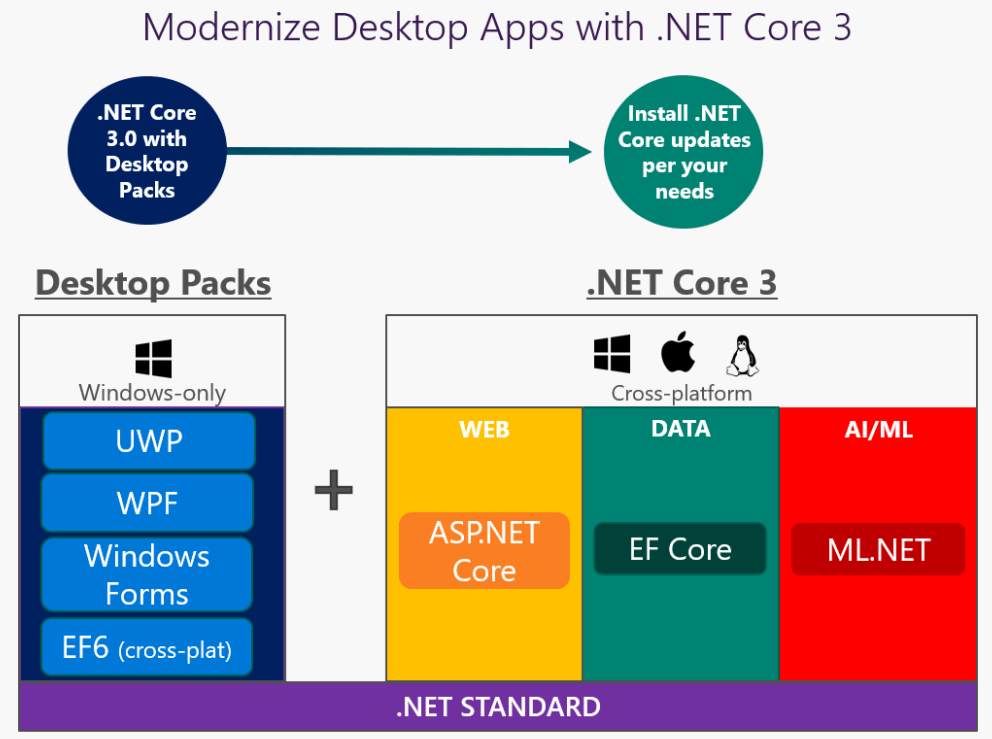 Modernize Desktop Apps with .NET Core 3
.NET Core
3.0 with
Desktop
Packs
Install .NET
Core updates
per your
needs
Desktop Packs
Windows-only
UWP
WPF
Windows
Forms
EF6 (cross-plat)
+
.NET Core 3
Cross-platform
WEB
ASP.NET
Core
DATA
EF Core
AI/ML
ML.NET
.NET STANDARD